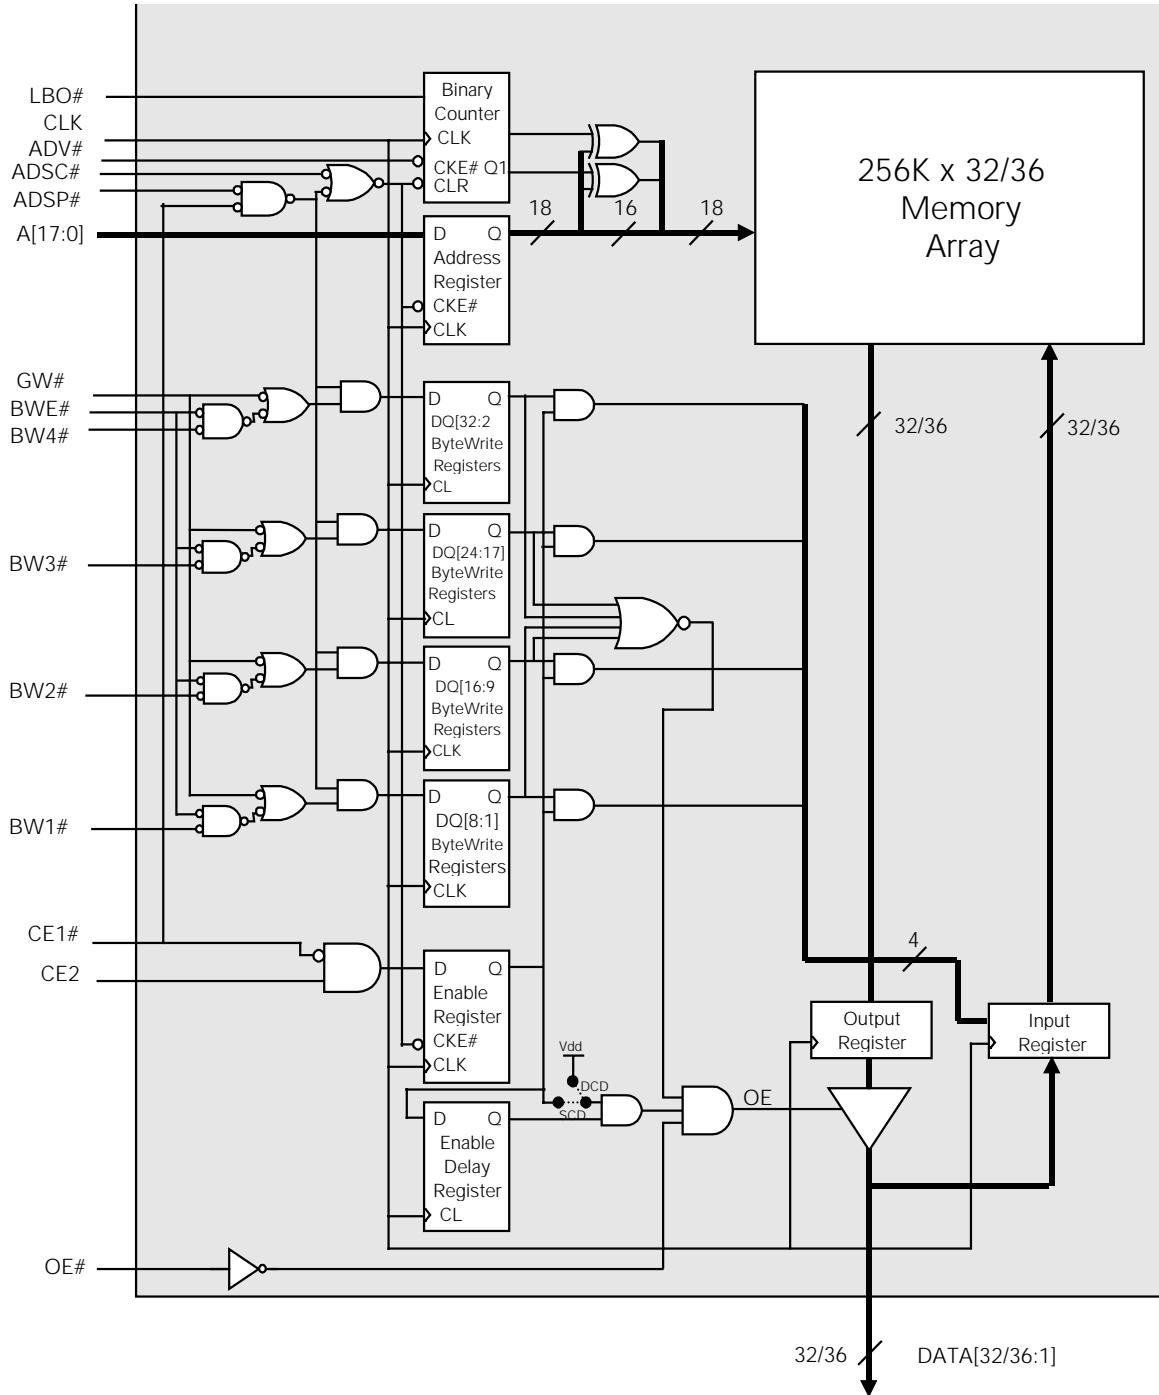 LBO#
CLK
ADV#
ADSC#
ADSP#
A[17:0]
Binary
Counter
CLK
CKE# Q1
CLR
D Q
Address
Register
CKE#
CLK
18
16
18
256K x 32/36
Memory
Array
GW#
BWE#
BW4#
D Q
DQ[32:2
ByteWrite
Registers
CL
32/36
32/36
BW3#
D Q
DQ[24:17]
ByteWrite
Registers
CL
BW2#
D Q
DQ[16:9
ByteWrite
Registers
CLK
BW1#
D Q
DQ[8:1]
ByteWrite
Registers
CLK
CE1#
CE2
D Q
Enable
Register
CKE#
CLK
4
Output
Register
Input
Register
Vdd
DCD
SCD
OE
D Q
Enable
Delay
Register
CL
OE#
32/36
DATA[32/36:1]